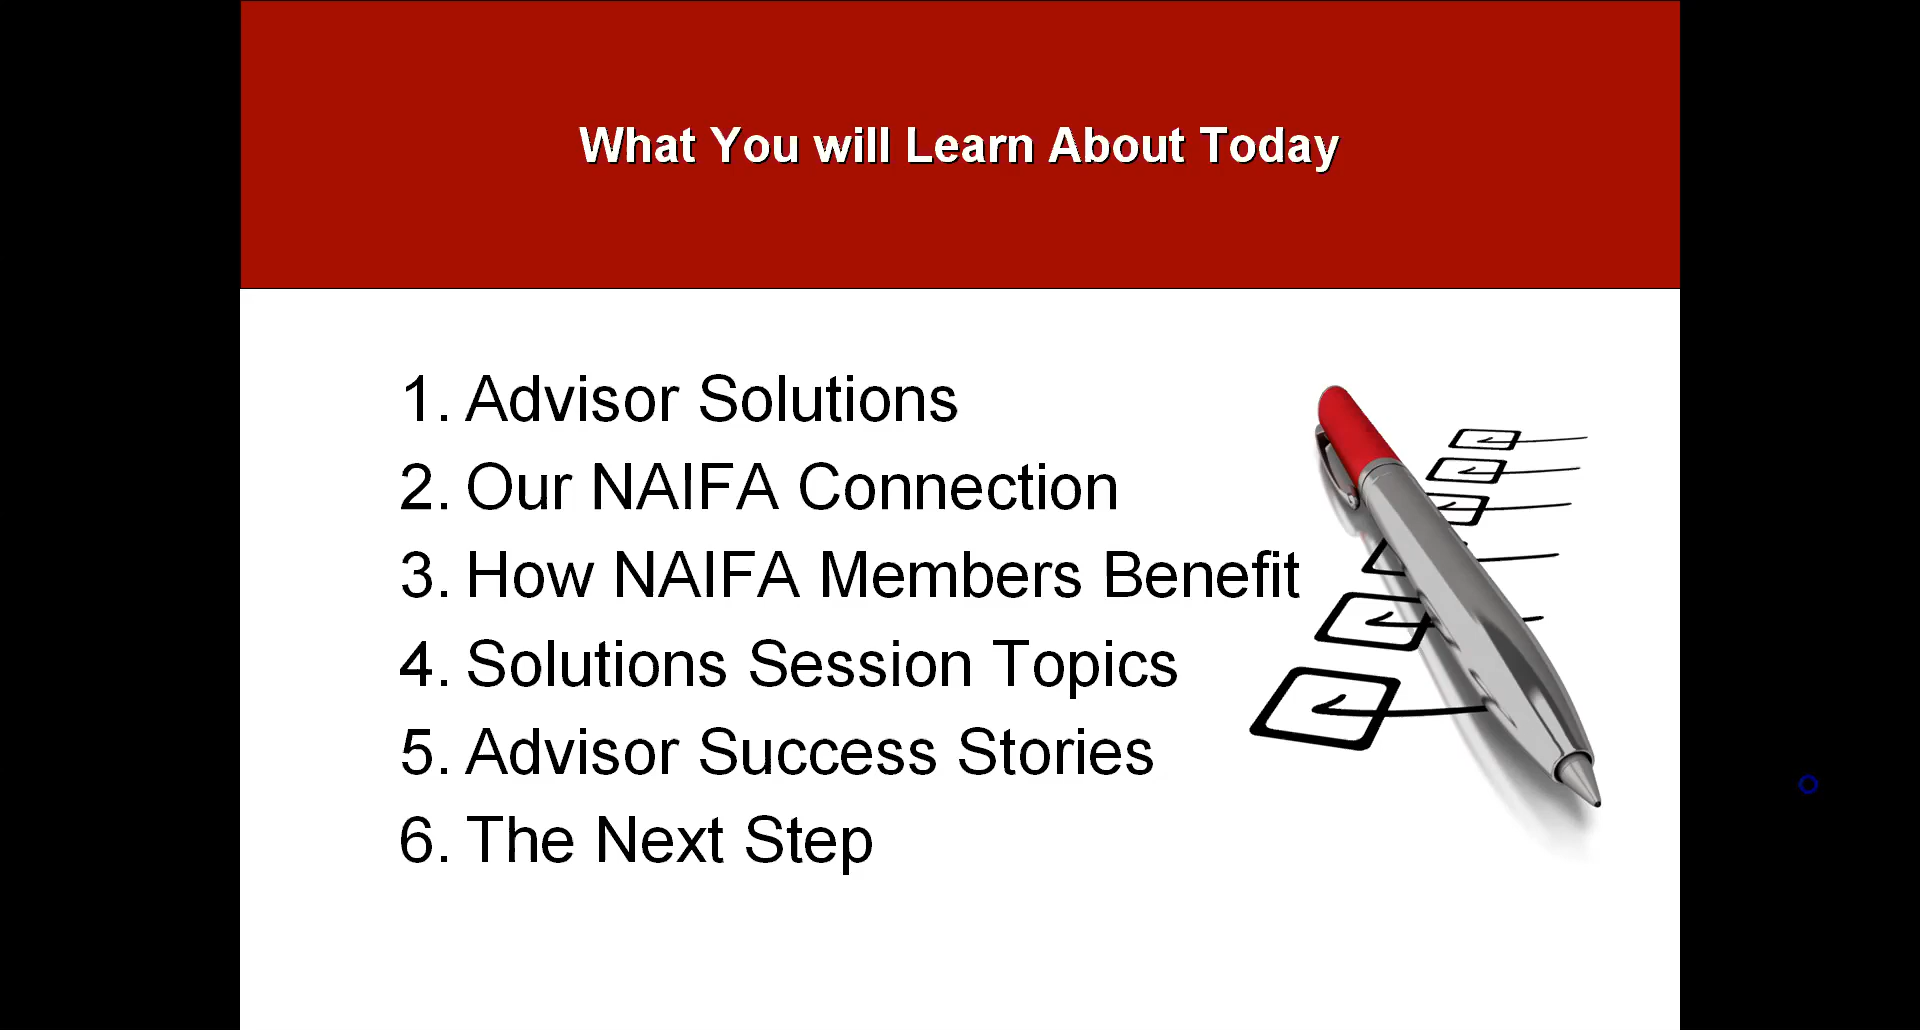 What You will Learn About Today
1. Advisor Solutions
2. Our NAIFA Connection
3. How NAIFA Members Benefit
4. Solutions Session Topics
5. Advisor Success Stories
6. The Next Step